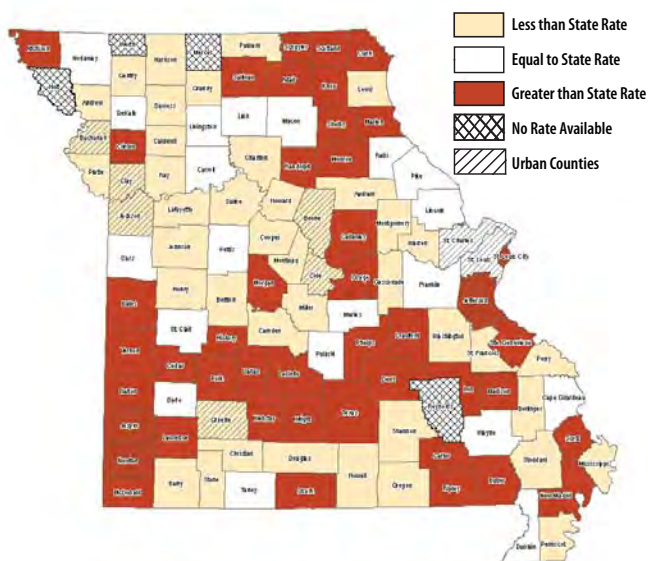 Less than State Rate
Equal to State Rate
Greater than State Rate
No Rate Available
Urban Counties
Atchison
Nodaway
Harrison
Putnam
Scotland
Clark
Holt
Gentry
Sullivan
Adair
Knox
Lewis
Andrew
DeKalb
Daviess
Grundy
Livingston
Linn
Macon
Shelby
Marion
Buchanan
Clinton
Caldwell
Chariton
Randolph
Monroe
Ralls
Pike
Platte
Clay
Ray
Carroll
Saline
Howard
Boone
Audrain
Lincoln
Jackson
Lafayette
Cooper
Callaway
Montgomery
Warren
St. Charles
St. Louis
St. Louis City
Cass
Johnson
Pettis
Moniteau
Cole
Osage
Gasconade
Franklin
Jefferson
Bates
Henry
Benton
Morgan
Miller
Maries
Washington
Vernon
St. Clair
Hickory
Camden
Pulaski
Phelps
Crawford
St. Francois
Ste. Genevieve
Perry
Cedar
Polk
Dallas
Laclede
Dent
Iron
Madison
Bollinger
Cape Girardeau
Barton
Dade
Greene
Webster
Wright
Texas
Shannon
Reynolds
Wayne
Scott
Jasper
Lawrence
Christian
Douglas
Carter
Butler
Stoddard
Mississippi
Newton
McDonald
Barry
Stone
Taney
Ozark
Howell
Oregon
Ripley
New Madrid
Dunklin
Pemiscot